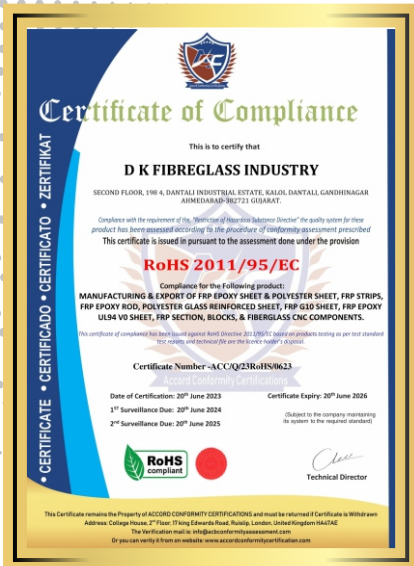 Certificate of Compliance
This is to certify that
D K FIBREGLASS INDUSTRY
SECOND FLOOR, 198 4, DANTALI INDUSTRIAL ESTATE, KALOL, DANTALI, GANDHINAGAR
AHMEDABAD-382721 GUJARAT.
Compliance with the requirement of the, "Restriction of Hazardous Substance Directive" the quality system for these
product has been assessed according to the procedure of conformity assessment prescribed
This certificate is issued in pursuant to the assessment done under the provision
RoHS 2011/95/EC
Compliance for the Following product:
MANUFACTURING & EXPORT OF FRP EPOXY SHEET & POLYESTER SHEET, FRP STRIPS,
FRP EPOXY ROD, POLYESTER GLASS REINFORCED SHEET, FRP G10 SHEET, FRP EPOXY
UL94 V0 SHEET, FRP SECTION, BLOCKS, & FIBERGLASS CNC COMPONENTS.
This certificate of compliance has been issued against RoHS Directive 2011/95/EC based on products testing as per test standard
test reports and technical file are the licence holder's disposal.
Certificate Number -ACC/Q/23RoHS/0623
Accord Conformity Certifications
Date of Certification: 20th June 2023
Certificate Expiry: 20th June 2026
1ST Surveillance Due: 20th June 2024
2nd Surveillance Due: 20th June 2025
(Subject to the company maintaining
its system to the required standard)
RoHS
compliant
Technical Director
CERTIFICATE • CERTIFICADO • CERTIFICATO • ZERTIFIKAT
This Certificate remains the Property of ACCORD CONFORMITY CERTIFICATIONS and must be returned if Certificate is Withdrawn
Address: College House, 2nd Floor, 17 king Edwards Road, Ruislip, London, United Kingdom HA47AE
The Verification mail is: info@acbconformityassessment.com
Or you can verify it from on website: www.accordconformitycertification.com